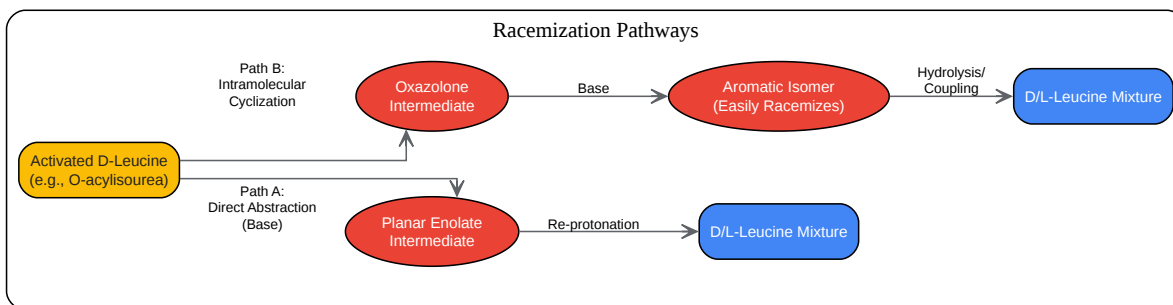 Racemization Pathways
Path B:
Intramolecular
Cyclization
Oxazolone
Intermediate
Base
Aromatic Isomer
(Easily Racemizes)
Hydrolysis/
Coupling
D/L-Leucine Mixture
Activated D-Leucine
(e.g., O-acylisourea)
Path A:
Direct Abstraction
(Base)
Planar Enolate
Intermediate
Re-protonation
D/L-Leucine Mixture